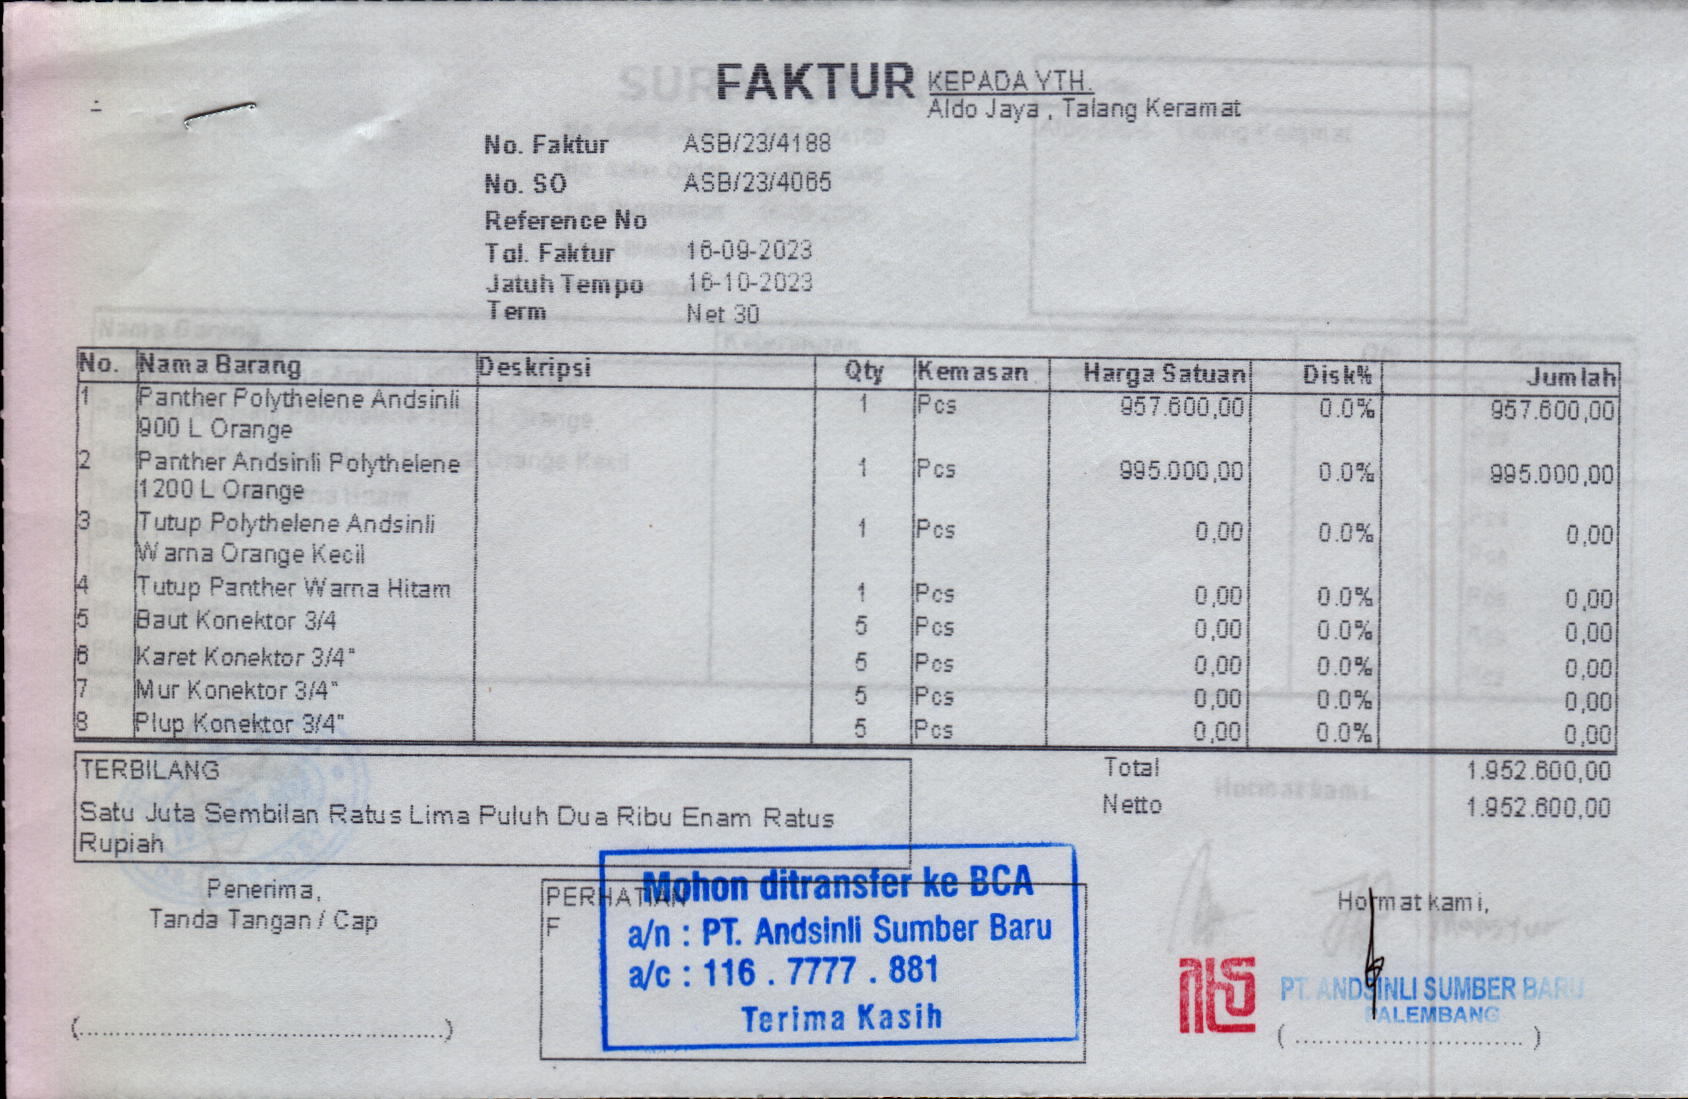 FAKTUR
KEPADA YTH.
Aldo Jaya , Talang Keramat
No. Faktur ASB/23/4188
No. SO ASB/23/4065
Reference No
Tgl. Faktur 16-09-2023
Jatuh Tempo 16-10-2023
Term Net 30
No. Nama Barang Deskripsi Qty Kemasan Harga Satuan Disk% Jumlah
1 Panther Polythelene Andsinli 1 Pcs 957.600,00 0.0% 957.600,00
900 L Orange
2 Panther Andsinli Polythelene 1 Pcs 995.000,00 0.0% 995.000,00
1200 L Orange
3 Tutup Polythelene Andsinli 1 Pcs 0,00 0.0% 0,00
Warna Orange Kecil
4 Tutup Panther Warna Hitam 1 Pcs 0,00 0.0% 0,00
5 Baut Konektor 3/4 5 Pcs 0,00 0.0% 0,00
6 Karet Konektor 3/4" 5 Pcs 0,00 0.0% 0,00
7 Mur Konektor 3/4" 5 Pcs 0,00 0.0% 0,00
8 Plup Konektor 3/4" 5 Pcs 0,00 0.0% 0,00
TERBILANG
Satu Juta Sembilan Ratus Lima Puluh Dua Ribu Enam Ratus
Rupiah
Total 1.952.600,00
Netto 1.952.600,00
Penerima,
Tanda Tangan / Cap
(......................................)
PERHATIAN
F
Mohon ditransfer ke BCA
a/n : PT. Andsinli Sumber Baru
a/c : 116 . 7777 . 881
Terima Kasih
Hormat kami,
PT. ANDSINLI SUMBER BARU
PALEMBANG
( ............................ )